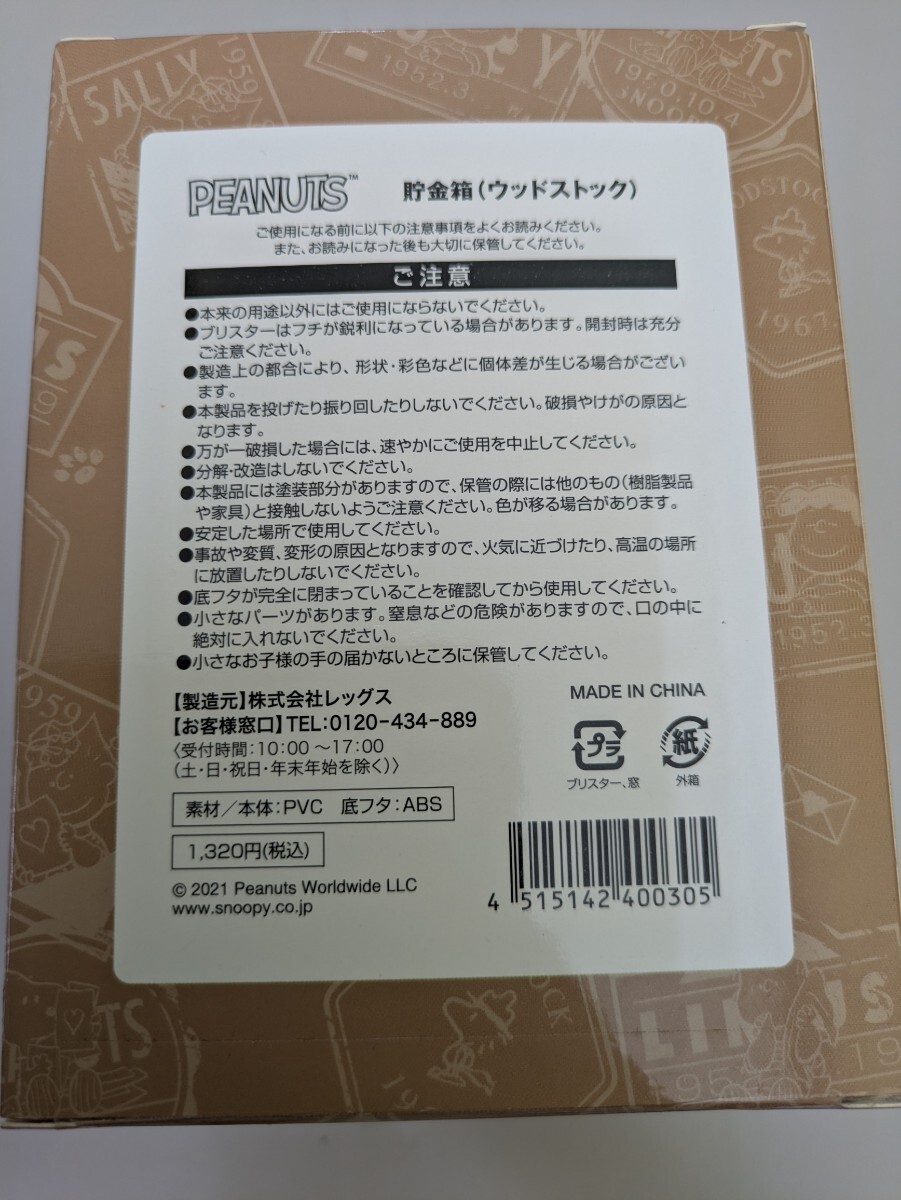 SALLY
1959
1952.3.
CY
TS
1950.10.4
SNOOP
DSTOCK
1967.
PEANUTS™ 貯金箱(ウッドストック)
ご使用になる前に以下の注意事項をよくお読みください。
また、お読みになった後も大切に保管してください。
ご注意
●本来の用途以外にはご使用にならないでください。
●ブリスターはフチが鋭利になっている場合があります。開封時は充分
ご注意ください。
●製造上の都合により、形状・彩色などに個体差が生じる場合がござい
ます。
●本製品を投げたり振り回したりしないでください。破損やけがの原因と
なります。
●万が一破損した場合には、速やかにご使用を中止してください。
●分解・改造はしないでください。
●本製品には塗装部分がありますので、保管の際には他のもの(樹脂製品
や家具)と接触しないようご注意ください。色が移る場合があります。
●安定した場所で使用してください。
●事故や変質、変形の原因となりますので、火気に近づけたり、高温の場所
に放置したりしないでください。
●底フタが完全に閉まっていることを確認してから使用してください。
●小さなパーツがあります。窒息などの危険がありますので、口の中に
絶対に入れないでください。
●小さなお子様の手の届かないところに保管してください。
1952.3
1959
【製造元】株式会社レッグス
【お客様窓口】TEL:0120-434-889
〈受付時間:10:00～17:00
(土・日・祝日・年末年始を除く)〉
MADE IN CHINA
プラ
紙
ブリスター、窓
外箱
素材/本体:PVC 底フタ:ABS
1,320円(税込)
© 2021 Peanuts Worldwide LLC
www.snoopy.co.jp
4 515142 400305
TS
OCK
LINUS
1952